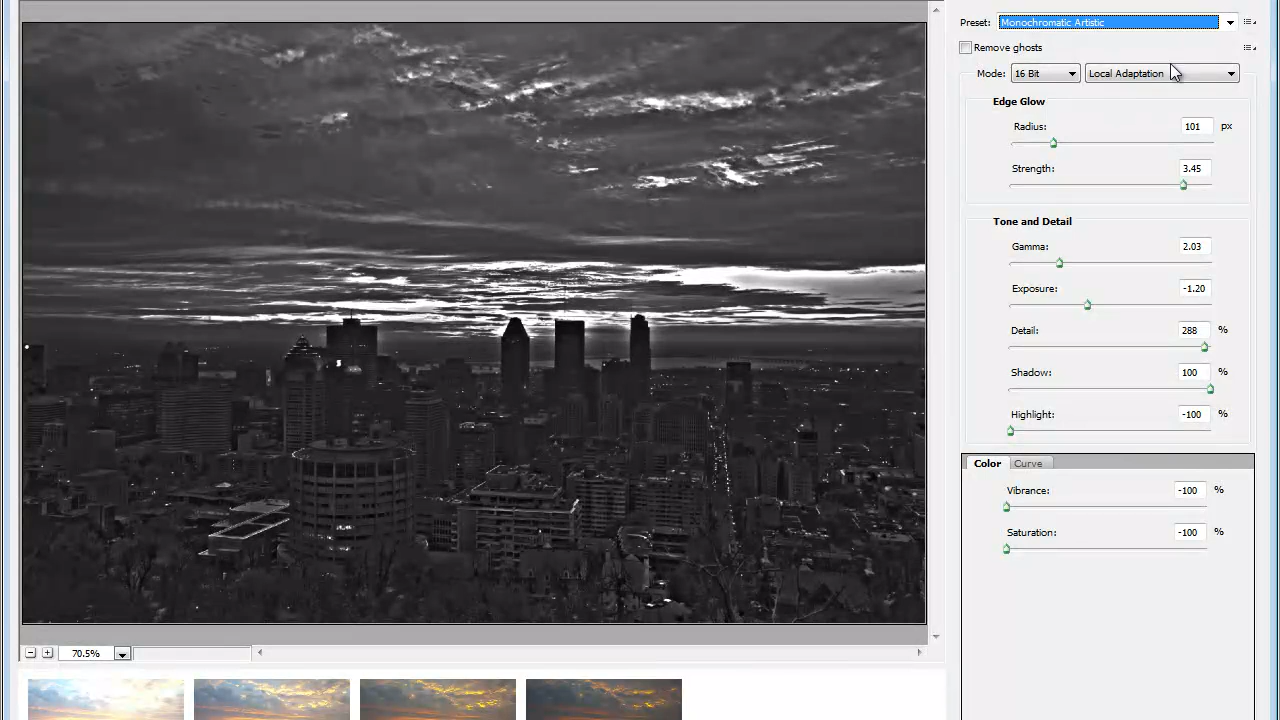 Preset: Monochromatic Artistic
Remove ghosts
Mode: 16 Bit Local Adaptation
Edge Glow
Radius: 101 px
Strength: 3.45
Tone and Detail
Gamma: 2.03
Exposure: -1.20
Detail: 288 %
Shadow: 100 %
Highlight: -100 %
Color Curve
Vibrance: -100 %
Saturation: -100 %
70.5%